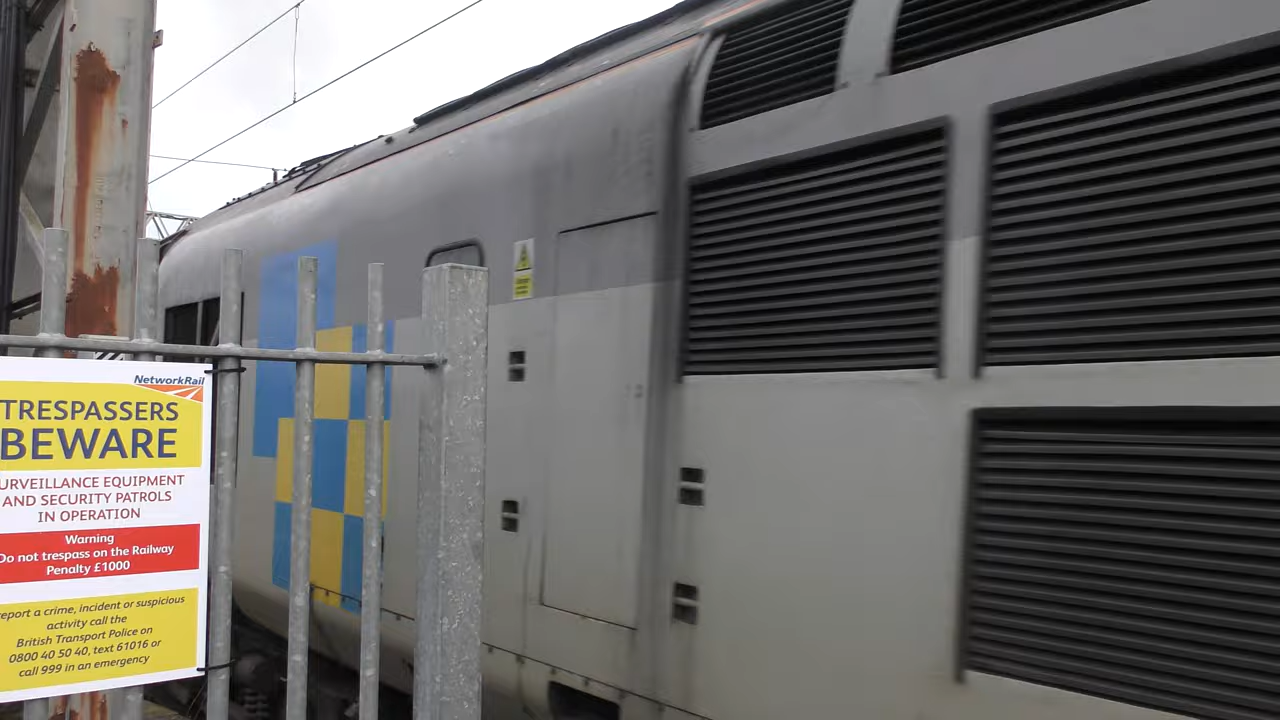 NetworkRail
TRESPASSERS
BEWARE
URVEILLANCE EQUIPMENT
AND SECURITY PATROLS
IN OPERATION
Warning
Do not trespass on the Railway
Penalty £1000
report a crime, incident or suspicious
activity call the
British Transport Police on
0800 40 50 40, text 61016 or
call 999 in an emergency